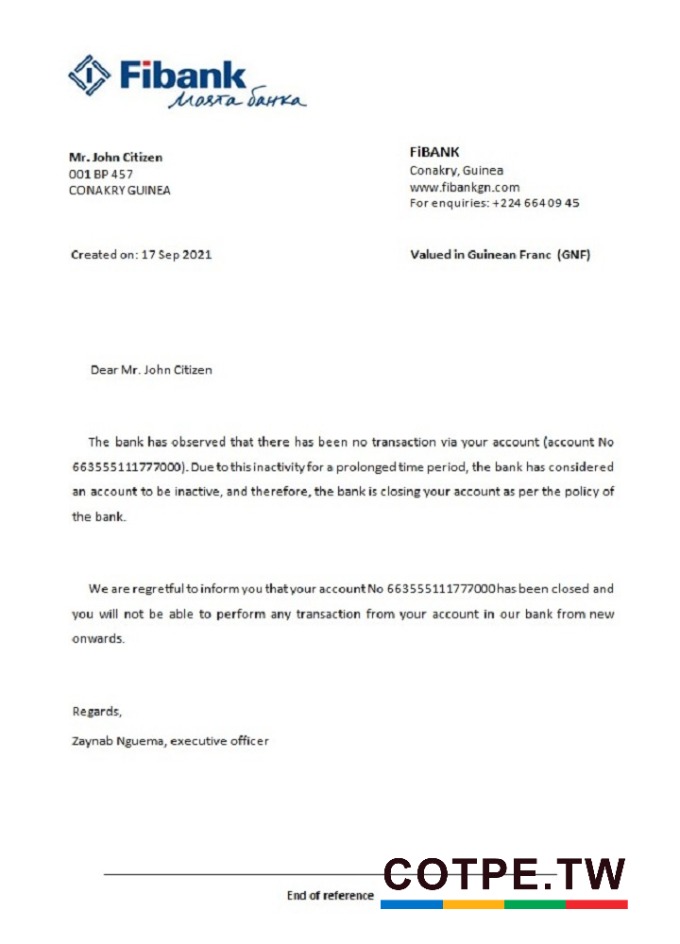 Fibank
Моята банка
Mr. John Citizen
001 BP 457
CONAKRY GUINEA
FiBANK
Conakry, Guinea
www.fibankgn.com
For enquiries: +224 664 09 45
Created on: 17 Sep 2021
Valued in Guinean Franc (GNF)
Dear Mr. John Citizen
The bank has observed that there has been no transaction via your account (account No
663555111777000). Due to this inactivity for a prolonged time period, the bank has considered
an account to be inactive, and therefore, the bank is closing your account as per the policy of
the bank.
We are regretful to inform you that your account No 663555111777000 has been closed and
you will not be able to perform any transaction from your account in our bank from new
onwards.
Regards,
Zaynab Nguema, executive officer
End of reference
COTPE.TW